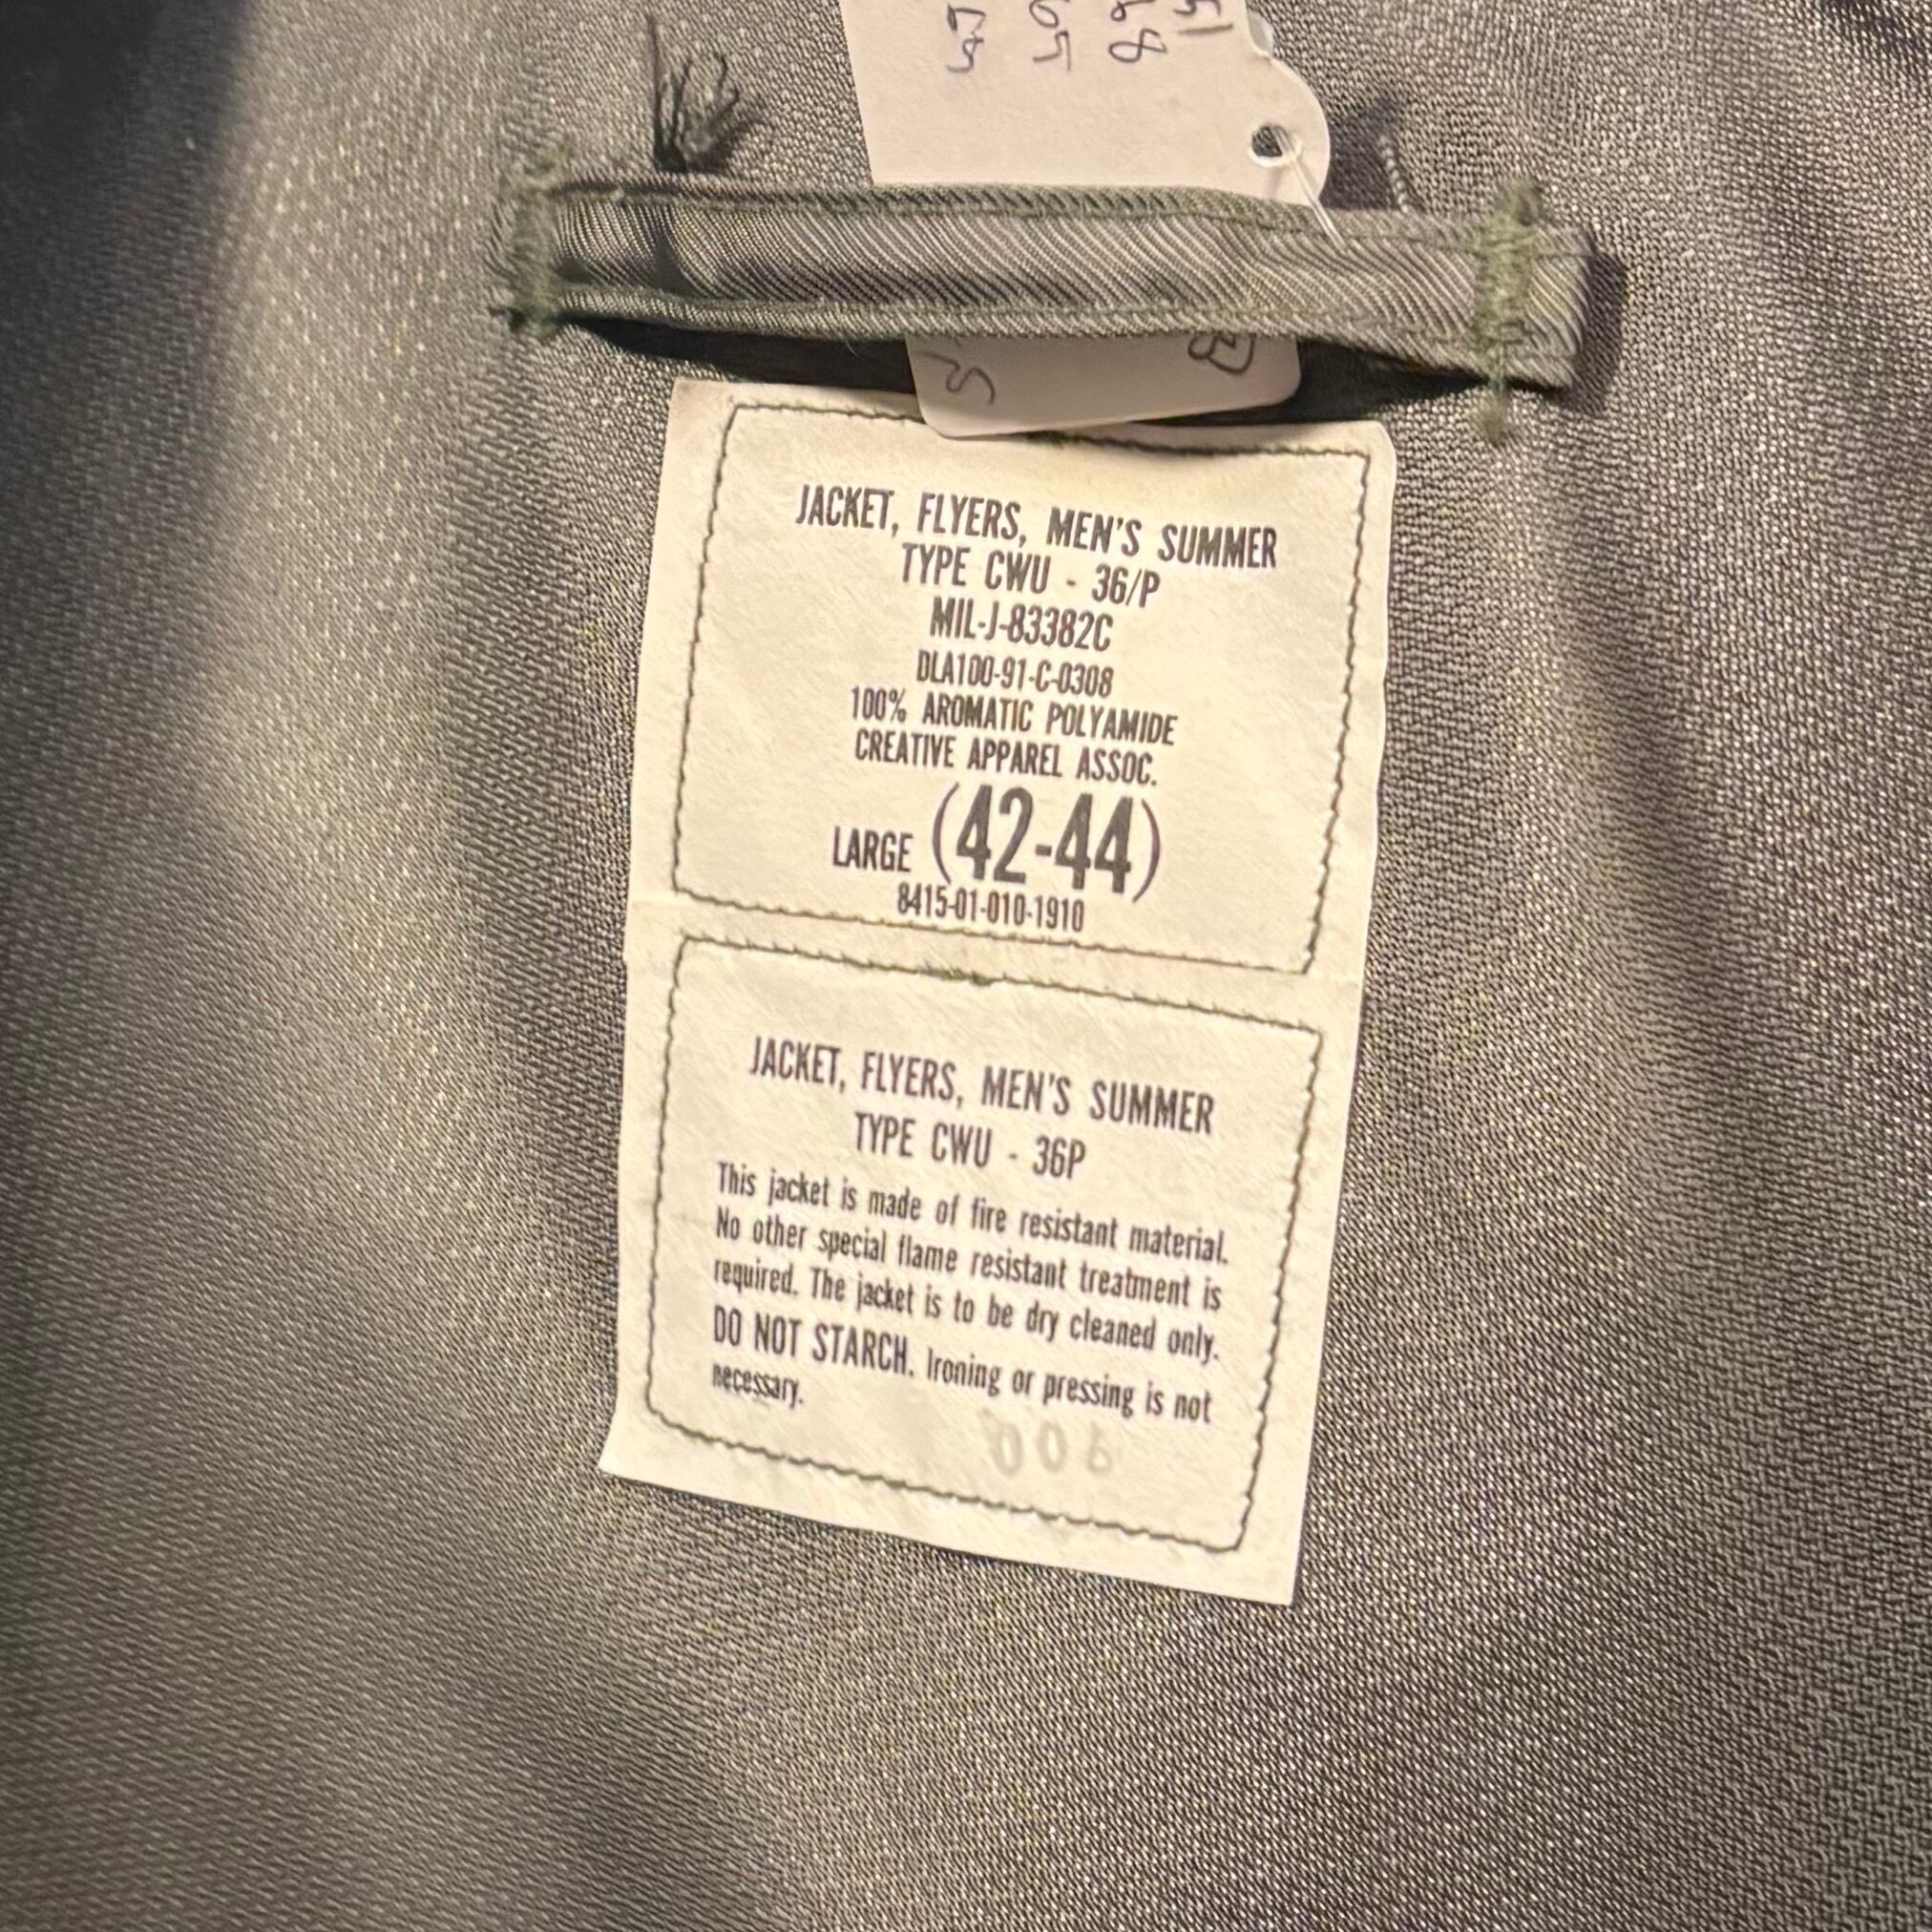 JACKET, FLYERS, MEN'S SUMMER
TYPE CWU - 36/P
MIL-J-83382C
DLA100-91-C-0308
100% AROMATIC POLYAMIDE
CREATIVE APPAREL ASSOC.
LARGE (42-44)
8415-01-010-1910
JACKET, FLYERS, MEN'S SUMMER
TYPE CWU - 36P
This jacket is made of fire resistant material.
No other special flame resistant treatment is
required. The jacket is to be dry cleaned only.
DO NOT STARCH. Ironing or pressing is not
necessary.